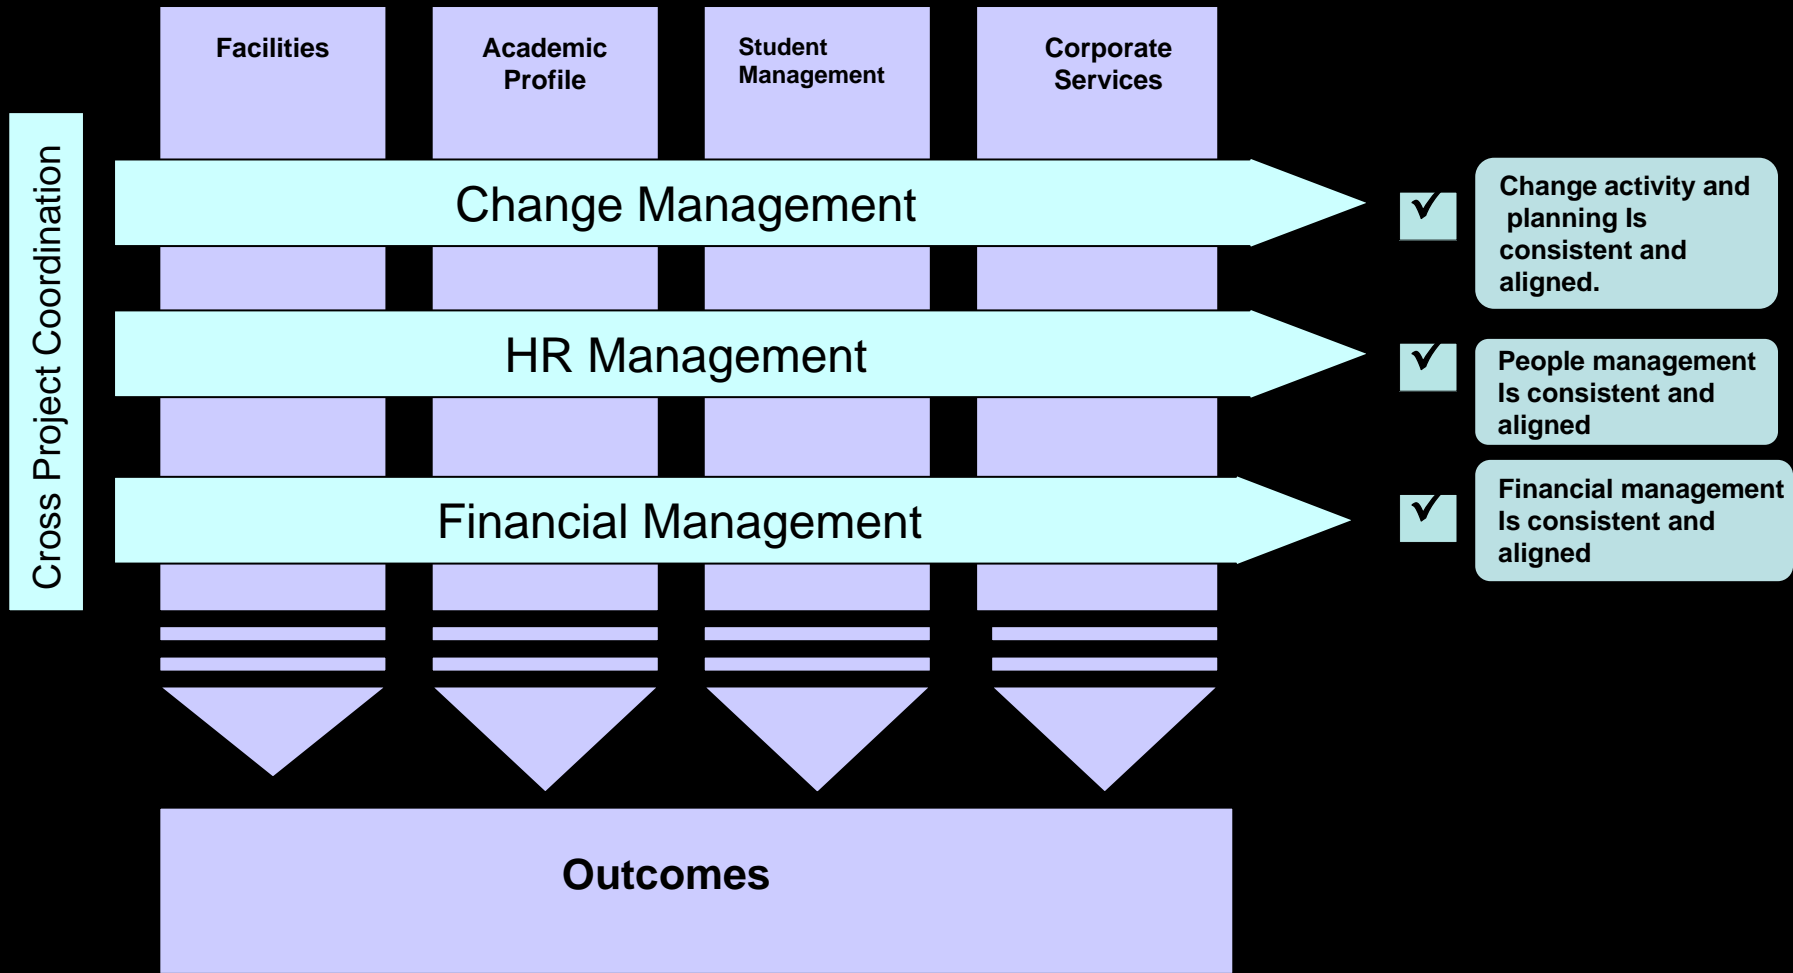 Facilities
Academic
Profile
Student
Management
Corporate
Services
Cross Project Coordination
Change Management
Change activity and
planning Is
consistent and
aligned.
HR Management
People management
Is consistent and
aligned
Financial Management
Financial management
Is consistent and
aligned
Outcomes